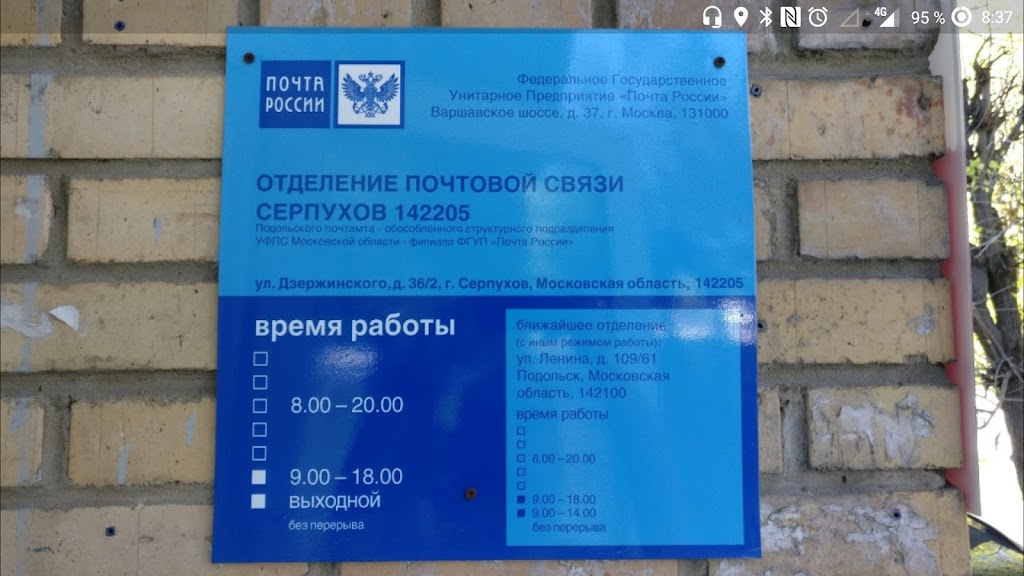 4G 95 % 8:37
ПОЧТА
РОССИИ
Федеральное Государственное
Унитарное Предприятие «Почта России»
Варшавское шоссе, д. 37, г. Москва, 131000
ОТДЕЛЕНИЕ ПОЧТОВОЙ СВЯЗИ
СЕРПУХОВ 142205
Подольского почтамта - обособленного структурного подразделения
УФПС Московской области - филиала ФГУП «Почта России»
ул. Дзержинского, д. 36/2, г. Серпухов, Московская область, 142205
время работы
8.00 – 20.00
9.00 – 18.00
выходной
без перерыва
ближайшее отделение
(с иным режимом работы):
ул. Ленина, д. 109/61
Подольск, Московская
область, 142100
время работы
8.00 – 20.00
9.00 – 18.00
9.00 – 14.00
без перерыва